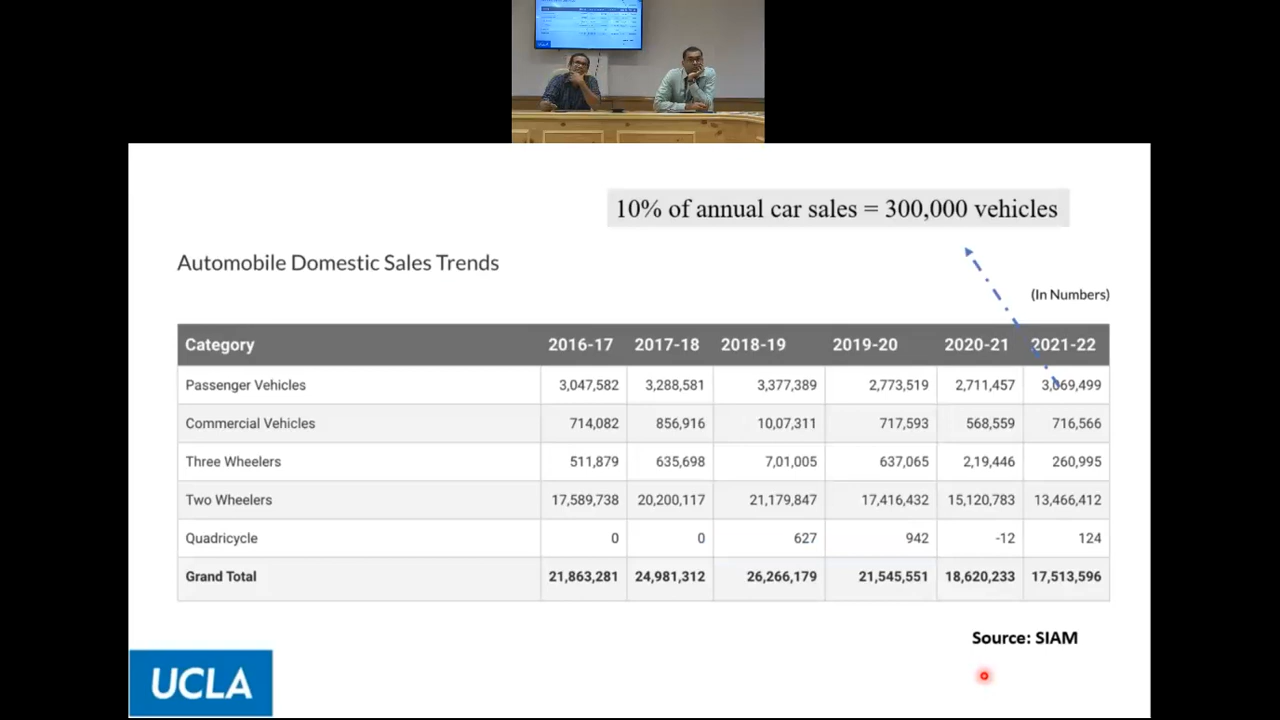 10% of annual car sales = 300,000 vehicles
Automobile Domestic Sales Trends
(In Numbers)
Category 2016-17 2017-18 2018-19 2019-20 2020-21 2021-22
Passenger Vehicles 3,047,582 3,288,581 3,377,389 2,773,519 2,711,457 3,069,499
Commercial Vehicles 714,082 856,916 10,07,311 717,593 568,559 716,566
Three Wheelers 511,879 635,698 7,01,005 637,065 2,19,446 260,995
Two Wheelers 17,589,738 20,200,117 21,179,847 17,416,432 15,120,783 13,466,412
Quadricycle 0 0 627 942 -12 124
Grand Total 21,863,281 24,981,312 26,266,179 21,545,551 18,620,233 17,513,596
Source: SIAM
UCLA